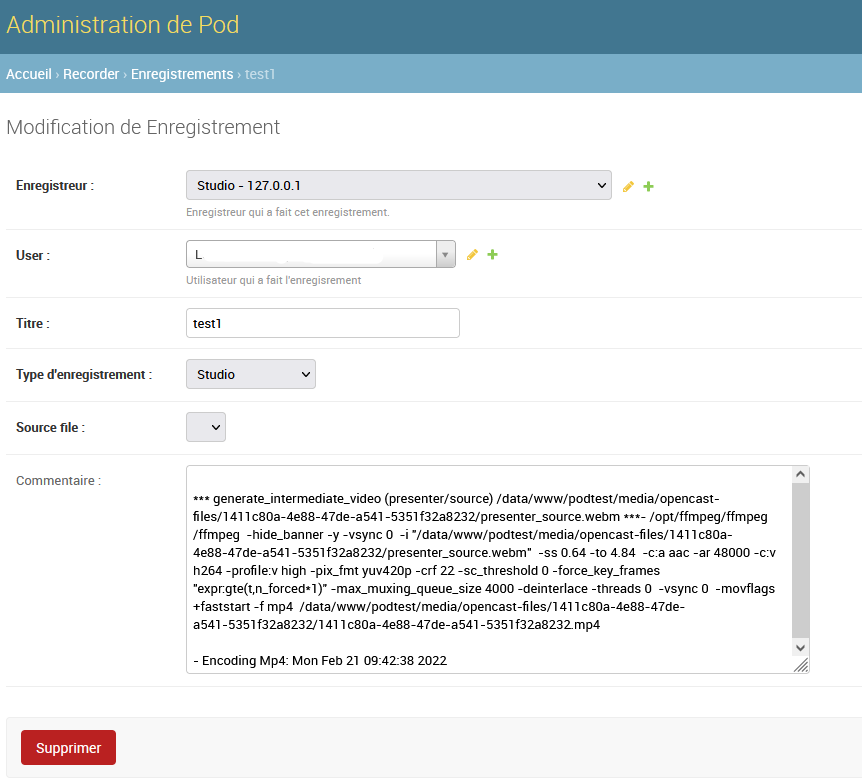 Administration de Pod
Accueil › Recorder › Enregistrements › test1
Modification de Enregistrement
Enregistreur : Studio - 127.0.0.1
Enregistreur qui a fait cet enregistrement.
User : L
Utilisateur qui a fait l'enregisrement
Titre : test1
Type d'enregistrement : Studio
Source file :
Commentaire :
*** generate_intermediate_video (presenter/source) /data/www/podtest/media/opencast-
files/1411c80a-4e88-47de-a541-5351f32a8232/presenter_source.webm ***- /opt/ffmpeg/ffmpeg
/ffmpeg -hide_banner -y -vsync 0 -i "/data/www/podtest/media/opencast-files/1411c80a-
4e88-47de-a541-5351f32a8232/presenter_source.webm" -ss 0.64 -to 4.84 -c:a aac -ar 48000 -c:v
h264 -profile:v high -pix_fmt yuv420p -crf 22 -sc_threshold 0 -force_key_frames
"expr:gte(t,n_forced*1)" -max_muxing_queue_size 4000 -deinterlace -threads 0 -vsync 0 -movflags
+faststart -f mp4 /data/www/podtest/media/opencast-files/1411c80a-4e88-47de-
a541-5351f32a8232/1411c80a-4e88-47de-a541-5351f32a8232.mp4
- Encoding Mp4: Mon Feb 21 09:42:38 2022
Supprimer